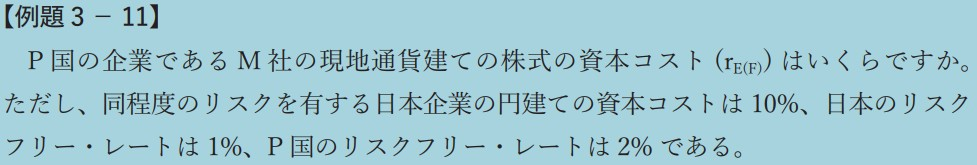 【例題 3 － 11】
P 国の企業である M 社の現地通貨建ての株式の資本コスト (rE(F)) はいくらですか。
ただし、同程度のリスクを有する日本企業の円建ての資本コストは 10%、日本のリスク
フリー・レートは 1%、P 国のリスクフリー・レートは 2% である。